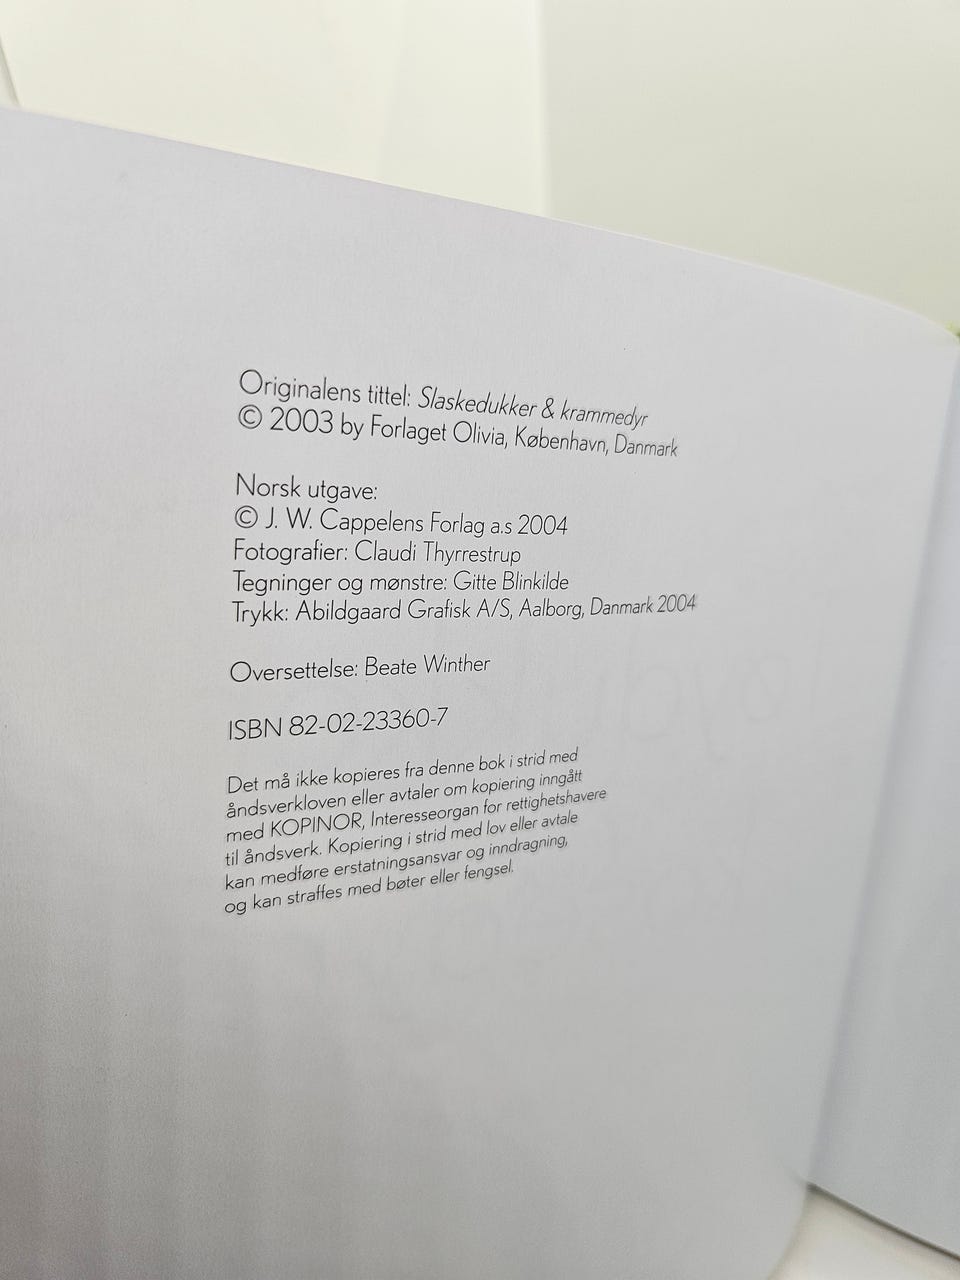 Originalens tittel: Slaskedukker & krammedyr
© 2003 by Forlaget Olivia, København, Danmark
Norsk utgave:
© J. W. Cappelens Forlag a.s 2004
Fotografier: Claudi Thyrrestrup
Tegninger og mønstre: Gitte Blinkilde
Trykk: Abildgaard Grafisk A/S, Aalborg, Danmark 2004
Oversettelse: Beate Winther
ISBN 82-02-23360-7
Det må ikke kopieres fra denne bok i strid med
åndsverkloven eller avtaler om kopiering inngått
med KOPINOR, Interesseorgan for rettighetshavere
til åndsverk. Kopiering i strid med lov eller avtale
kan medføre erstatningsansvar og inndragning,
og kan straffes med bøter eller fengsel.